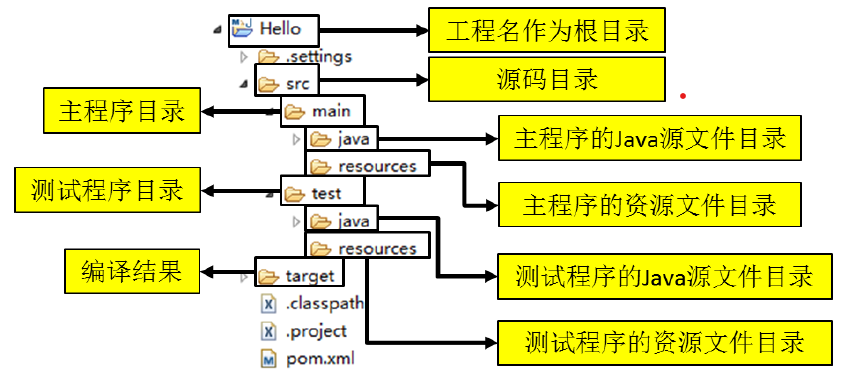 Hello
工程名作为根目录
.settings
src
源码目录
主程序目录
main
java
主程序的Java源文件目录
resources
测试程序目录
test
主程序的资源文件目录
java
resources
编译结果
target
测试程序的Java源文件目录
.classpath
.project
测试程序的资源文件目录
pom.xml